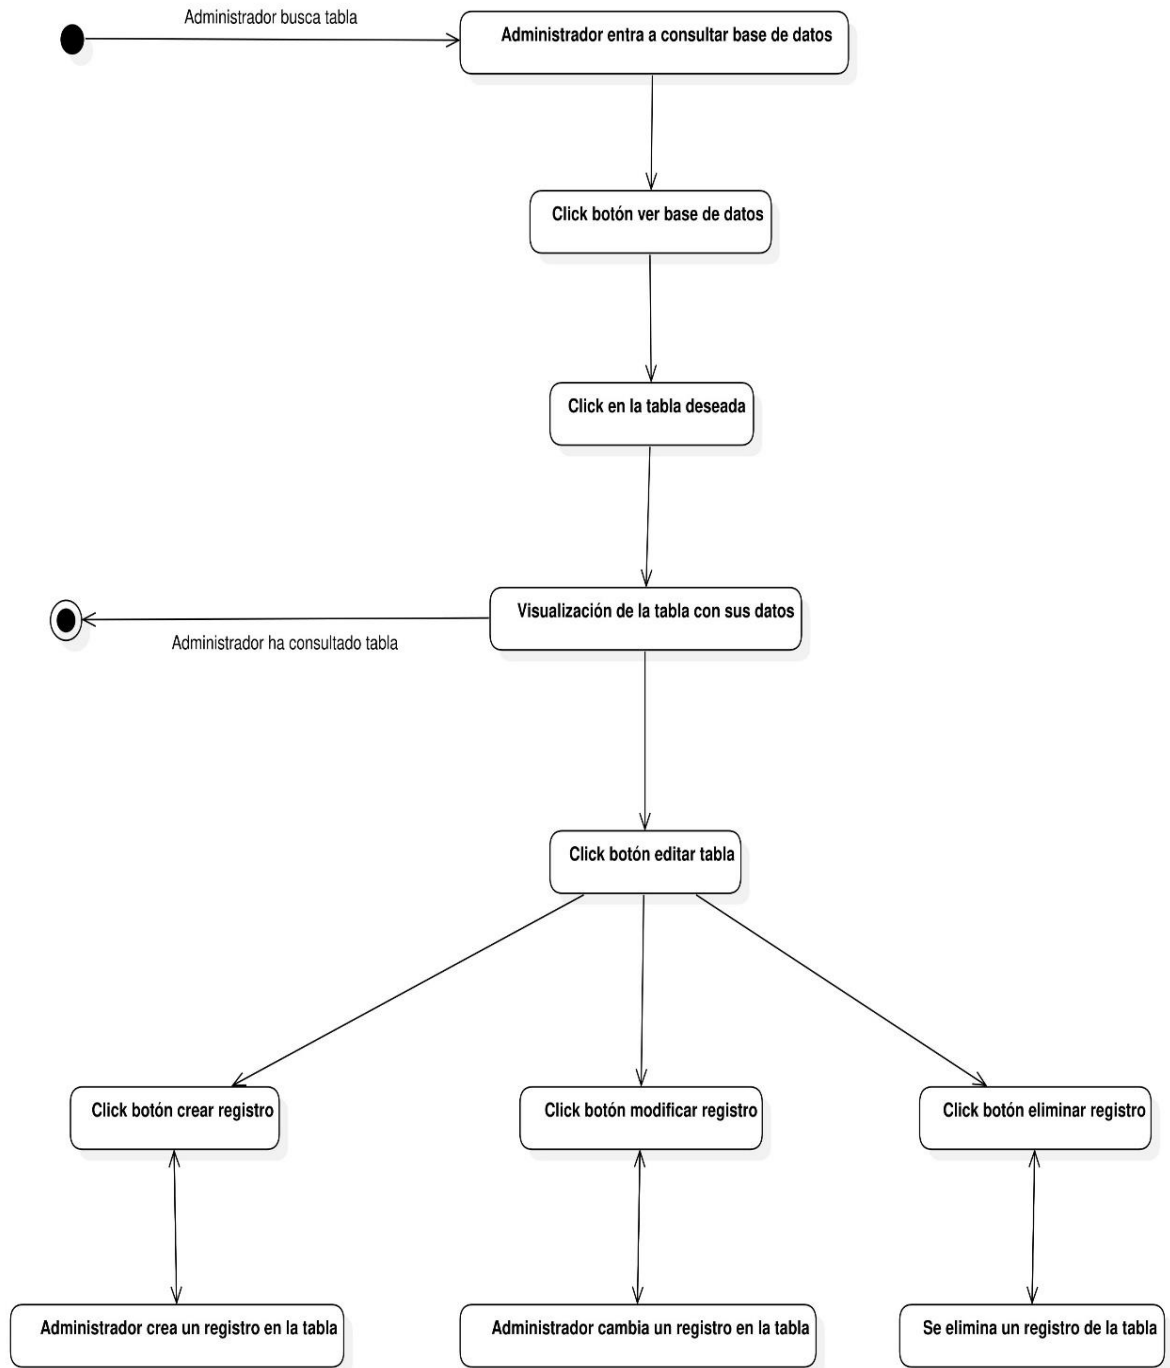 Administrador busca tabla
Administrador entra a consultar base de datos
Click botón ver base de datos
Click en la tabla deseada
Visualización de la tabla con sus datos
Administrador ha consultado tabla
Click botón editar tabla
Click botón crear registro
Click botón modificar registro
Click botón eliminar registro
Administrador crea un registro en la tabla
Administrador cambia un registro en la tabla
Se elimina un registro de la tabla